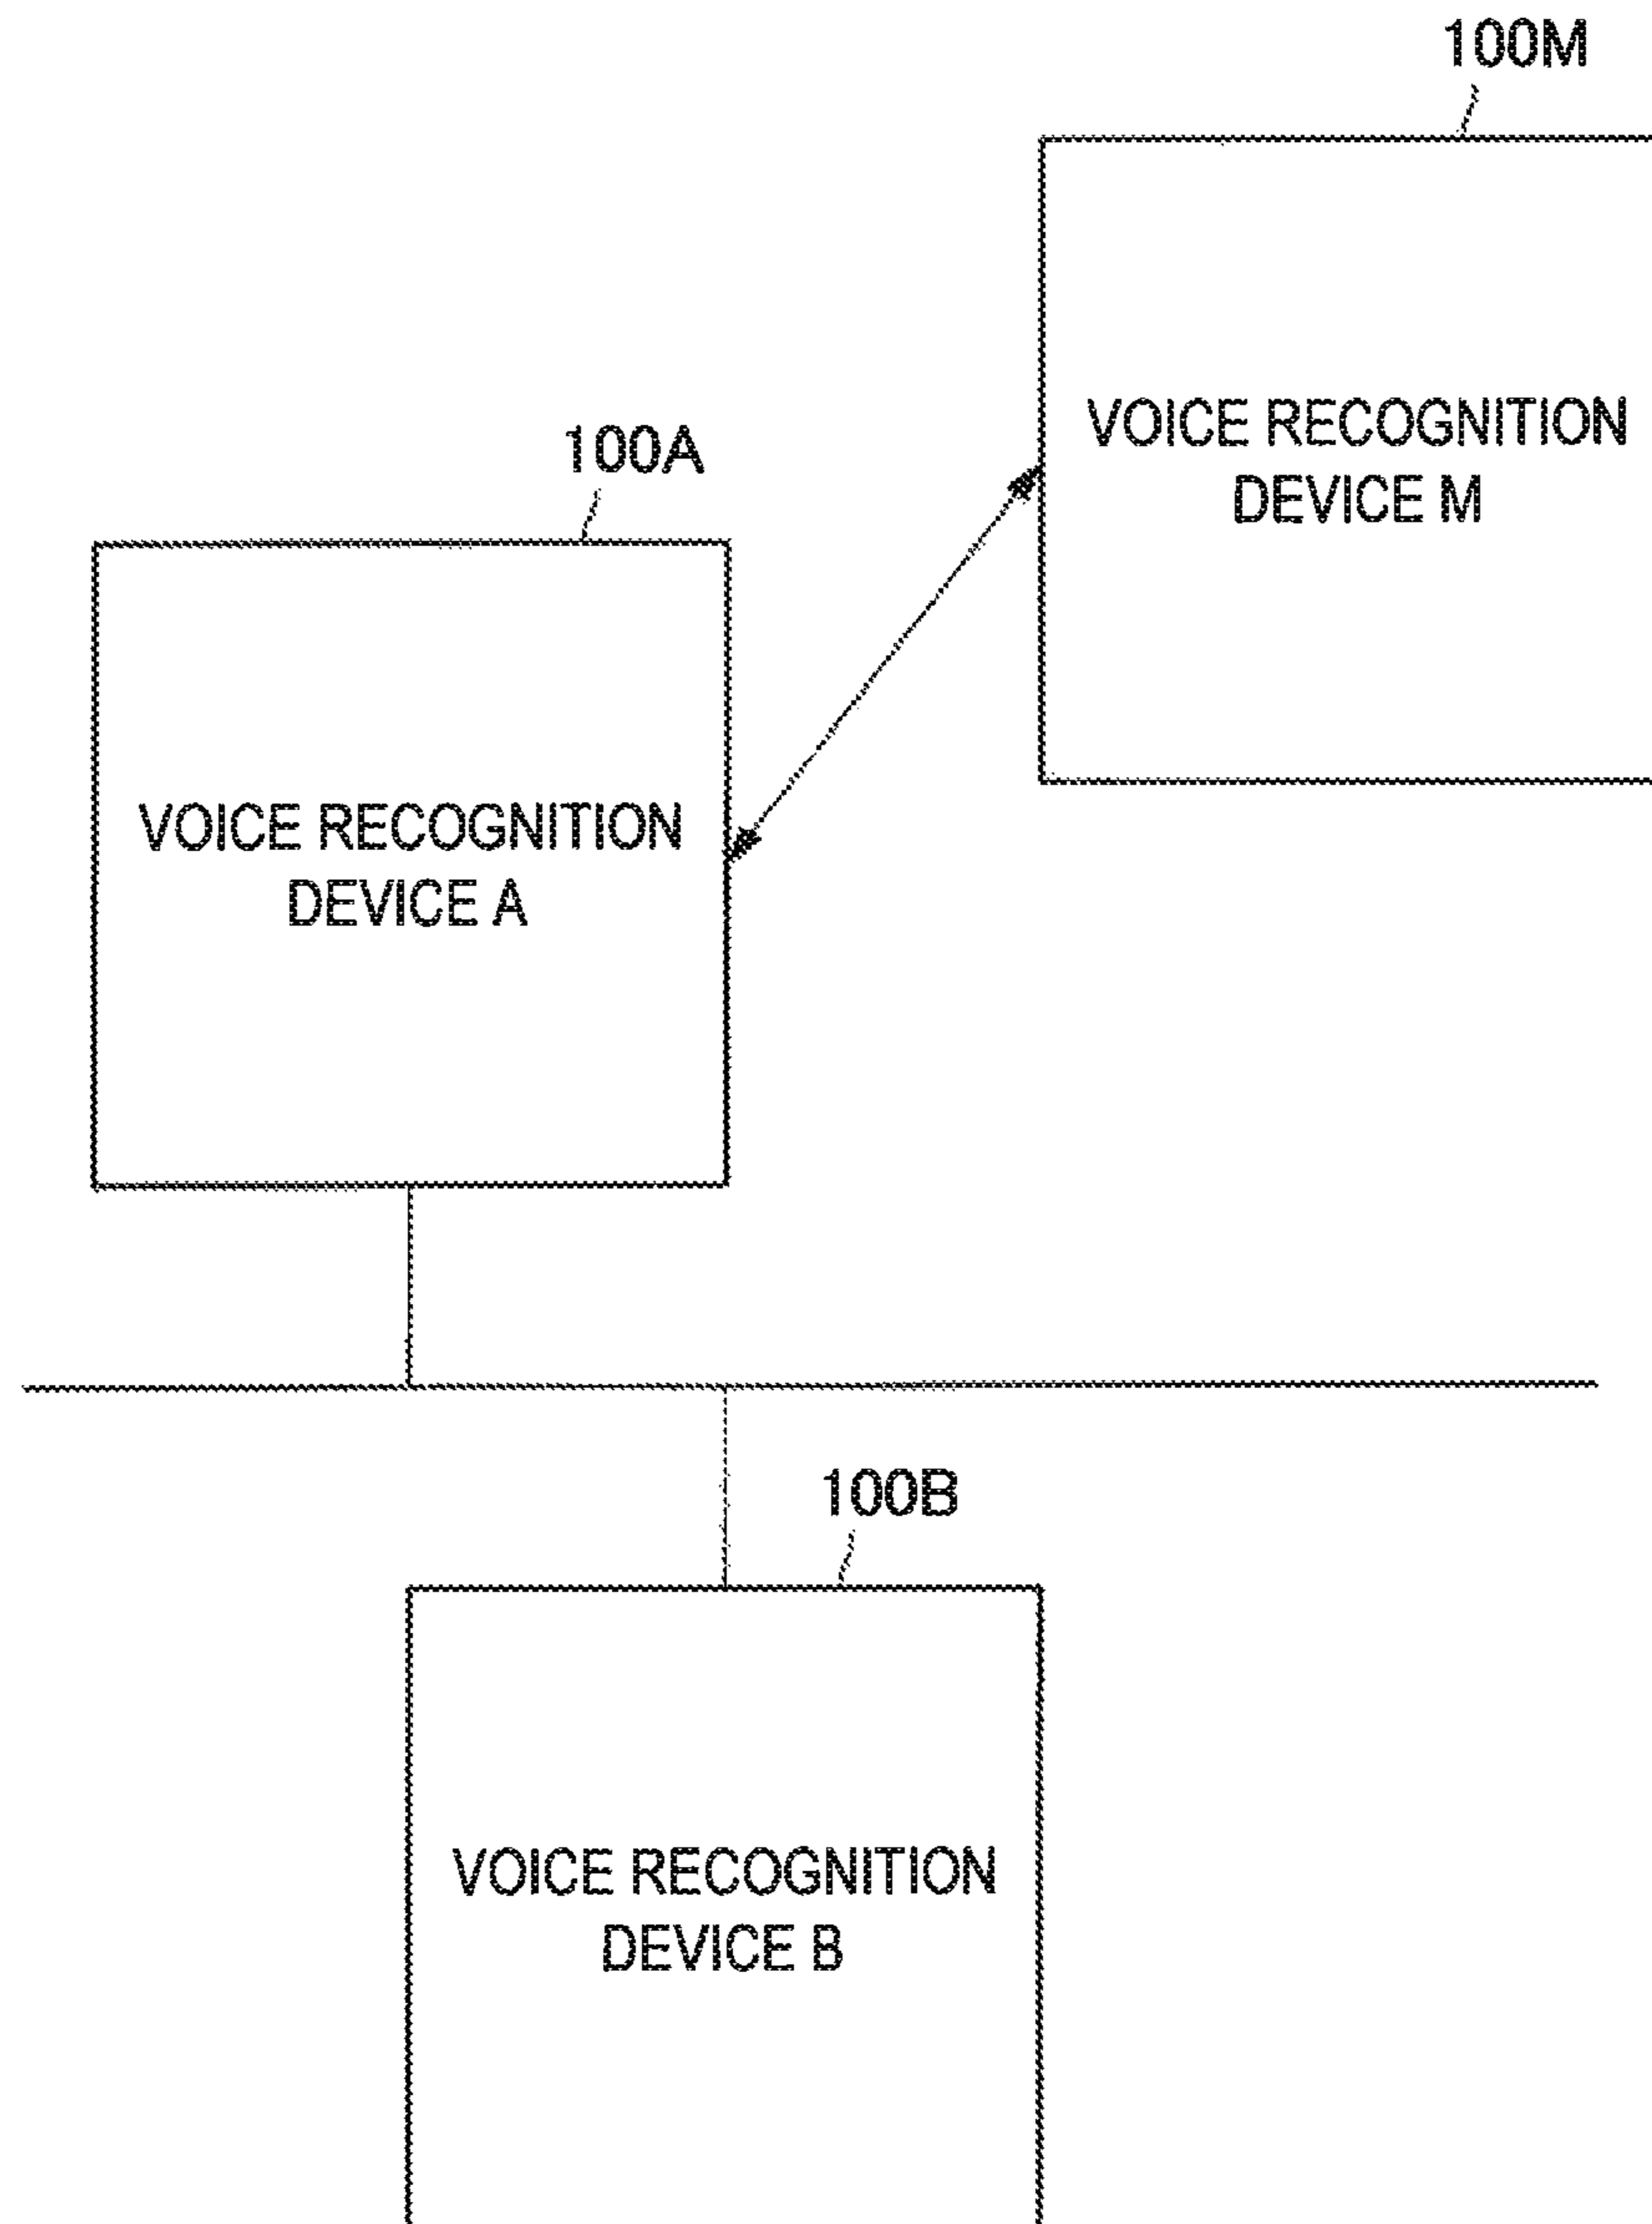 100M
VOICE RECOGNITION
DEVICE M
100A
VOICE RECOGNITION
DEVICE A
100B
VOICE RECOGNITION
DEVICE B